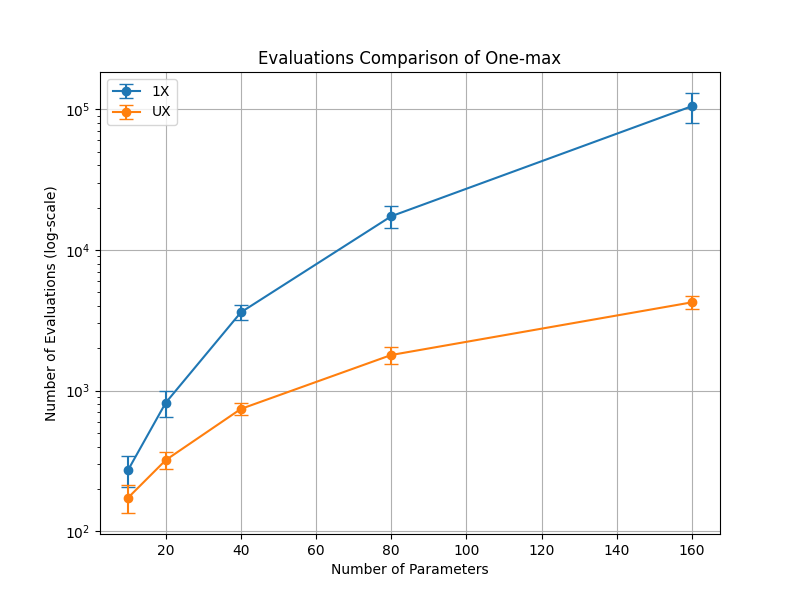 Evaluations Comparison of One-max
1X
UX
Number of Evaluations (log-scale)
10⁵
10⁴
10³
10²
20 40 60 80 100 120 140 160
Number of Parameters